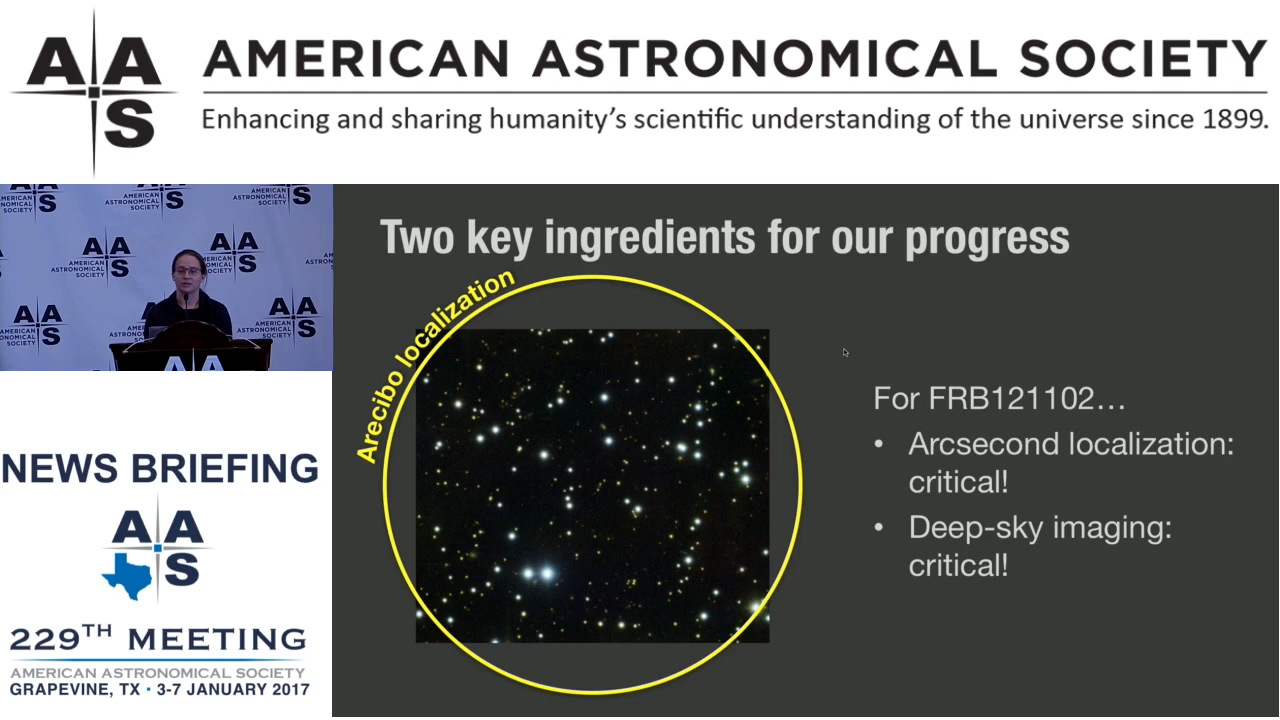 AAS
AMERICAN ASTRONOMICAL SOCIETY
Enhancing and sharing humanity's scientific understanding of the universe since 1899.
Two key ingredients for our progress
Arecibo localization
For FRB121102...
• Arcsecond localization:
critical!
• Deep-sky imaging:
critical!
AAS
AMERICAN
ASTRONOMICAL
SOCIETY
NEWS BRIEFING
AAS
229TH MEETING
AMERICAN ASTRONOMICAL SOCIETY
GRAPEVINE, TX • 3-7 JANUARY 2017